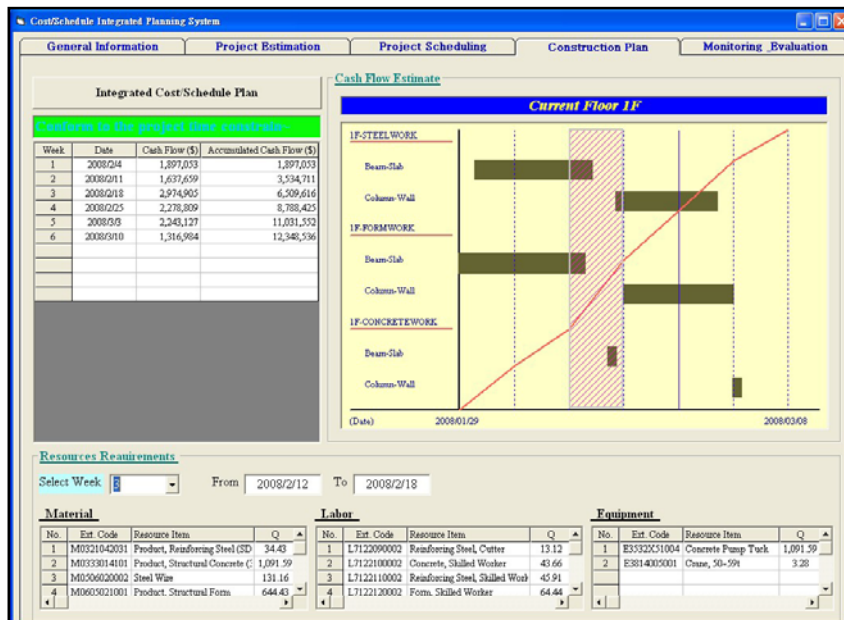 Cost/Schedule Integrated Planning System
General Information Project Estimation Project Scheduling Construction Plan Monitoring _Evaluation
Integrated Cost/Schedule Plan
Conform to the project time
Week Date Cash Flow ($) Accumulated Cash Flow ($)
1 2008/2/4 1,897,053 1,897,053
2 2008/2/11 1,637,659 3,534,711
3 2008/2/18 2,974,905 6,509,616
4 2008/2/25 2,278,809 8,788,425
5 2008/3/3 2,243,127 11,031,552
6 2008/3/10 1,316,984 12,348,536
Cash Flow Estimate
Current Floor 1F
1F-STEELWORK
Beam-Slab
Column-Wall
1F-FORMWORK
Beam-Slab
Column-Wall
1F-CONCRETEWORK
Beam-Slab
Column-Wall
(Date) 2008/01/29 2008/03/08
Resources Requirements
Select Week 3 From 2008/2/12 To 2008/2/18
Material
No. Ext. Code Resource Item Q
1 M0321042031 Product, Reinforcing Steel (SD 34.43
2 M0333014101 Product, Structural Concrete ( 1,091.59
3 M0506020002 Steel Wire 131.16
4 M0605021001 Product. Structural Form 644.43
Labor
No. Ext. Code Resource Item Q
1 L7122090002 Reinforcing Steel, Cutter 13.12
2 L7122100002 Concrete, Skilled Worker 43.66
3 L7122110002 Reinforcing Steel, Skilled Work 45.91
4 L7122120002 Form. Skilled Worker 64.44
Equipment
No. Ext. Code Resource Item Q
1 E3532X51004 Concrete Pump Tuck 1,091.59
2 E3814005001 Crane, 50~59t 3.28